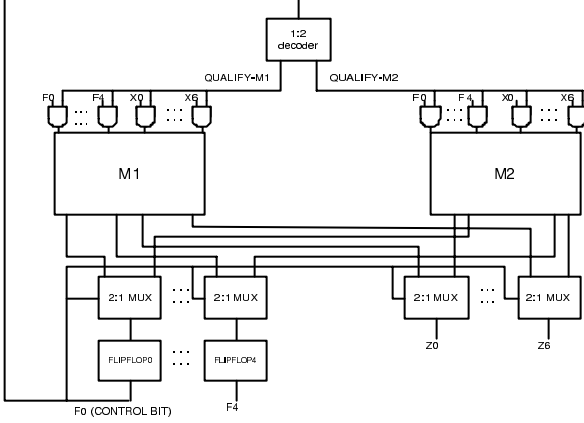 1:2
decoder
QUALIFY-M1
QUALIFY-M2
F0 F4 X0 X6
F0 F4 X0 X6
M1
M2
2:1 MUX
2:1 MUX
2:1 MUX
2:1 MUX
FLIPFLOP0
FLIPFLOP4
Z0
Z6
F0 (CONTROL BIT)
F4